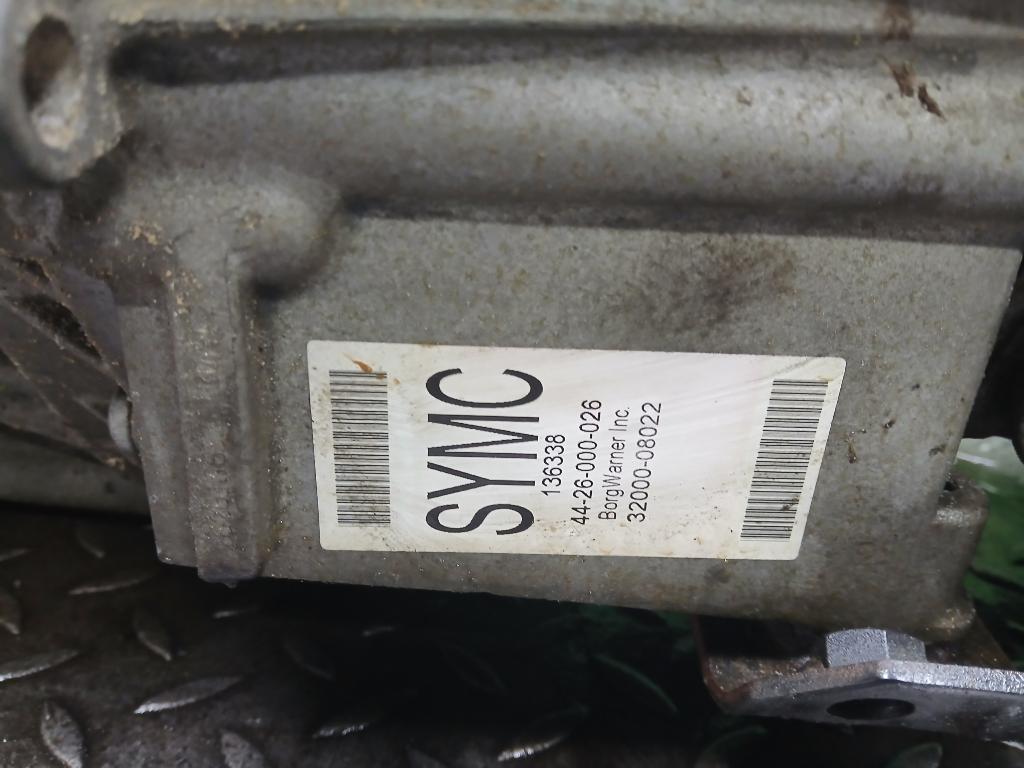 SYMC
136338
44-26-000-026
BorgWarner Inc.
32000-08022